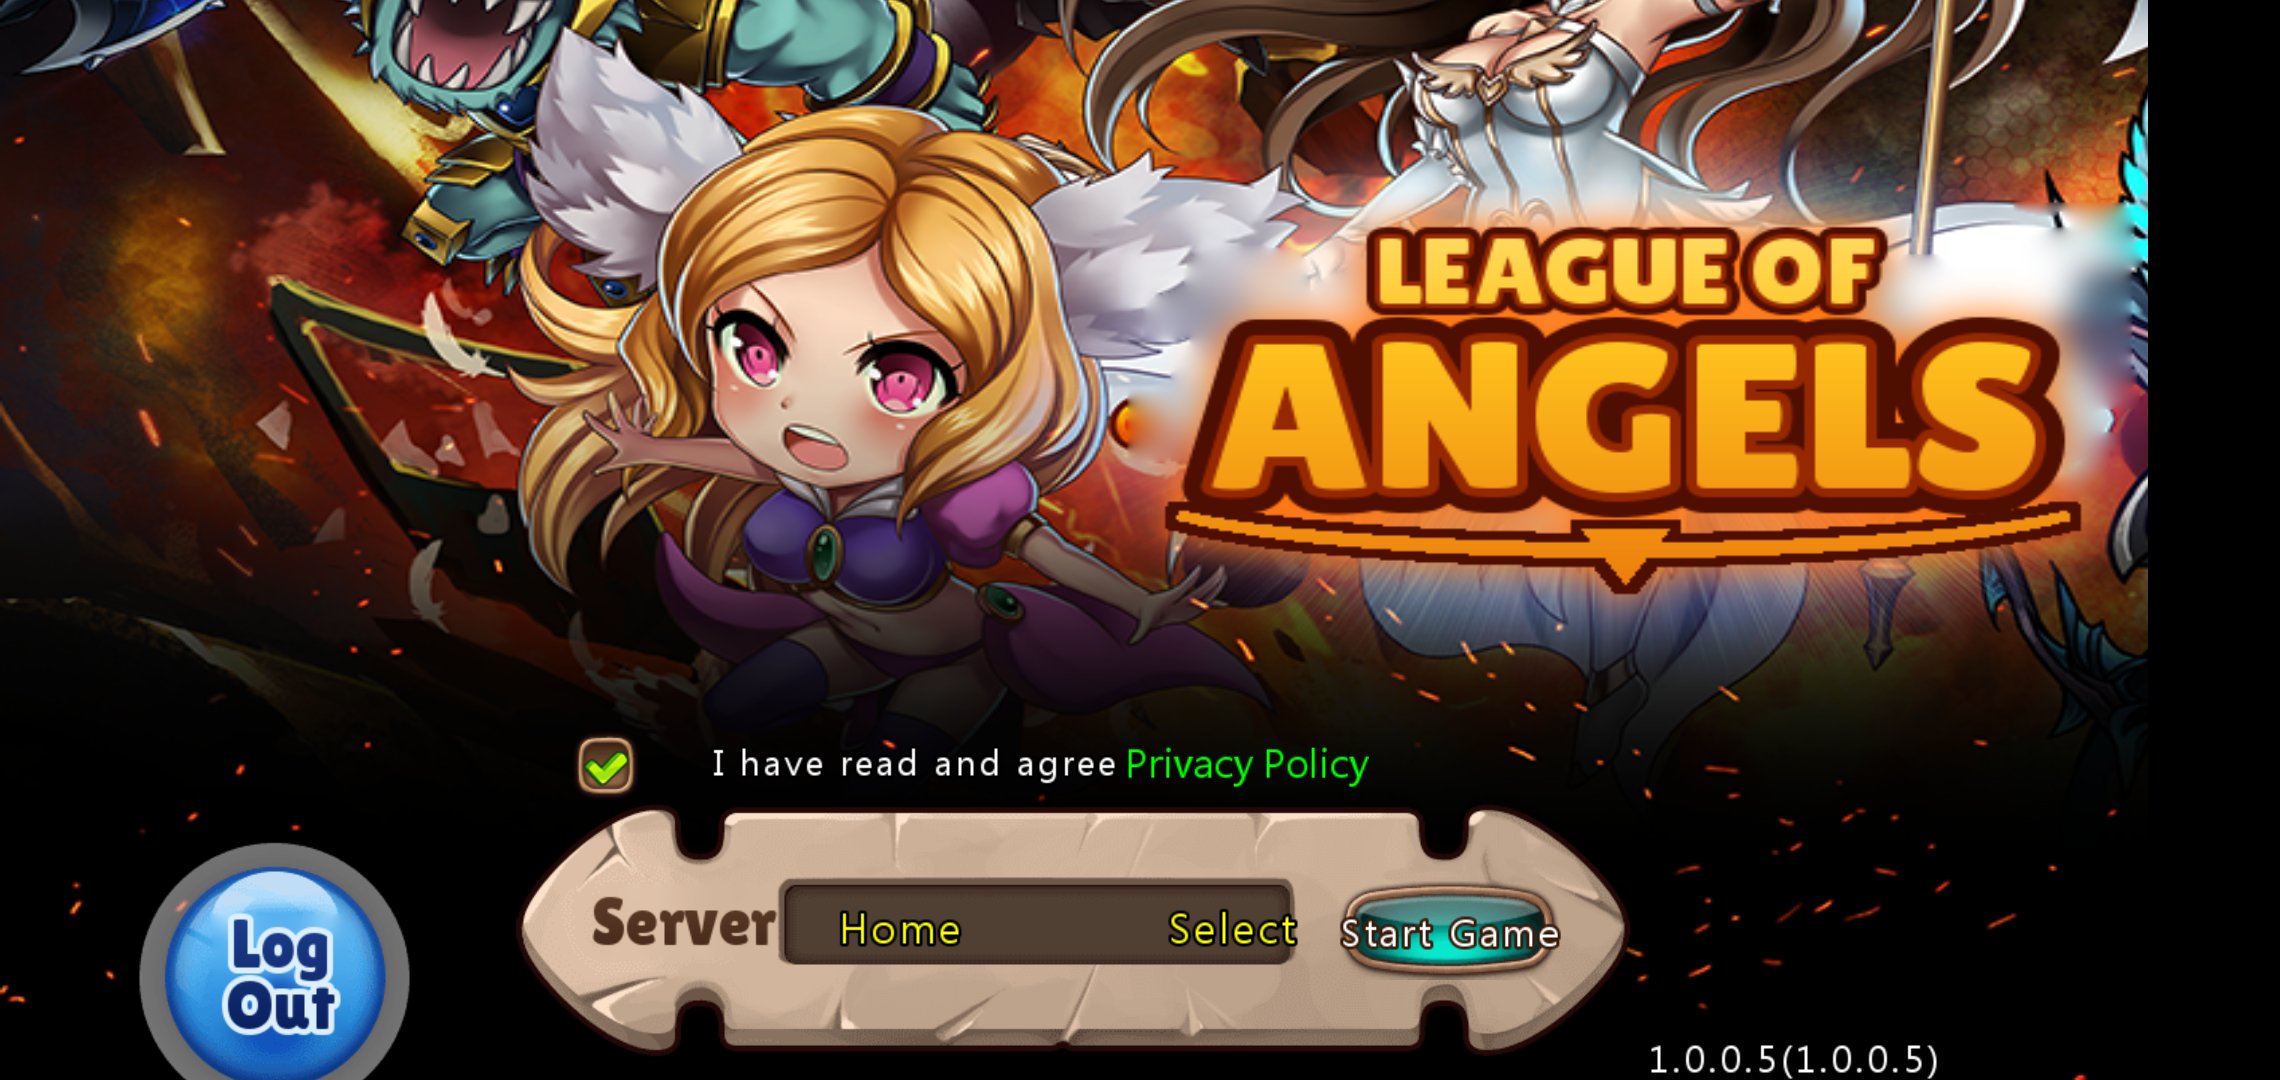 LEAGUE OF
ANGELS
I have read and agree Privacy Policy
Server Home Select Start Game
Log
Out
1.0.0.5(1.0.0.5)